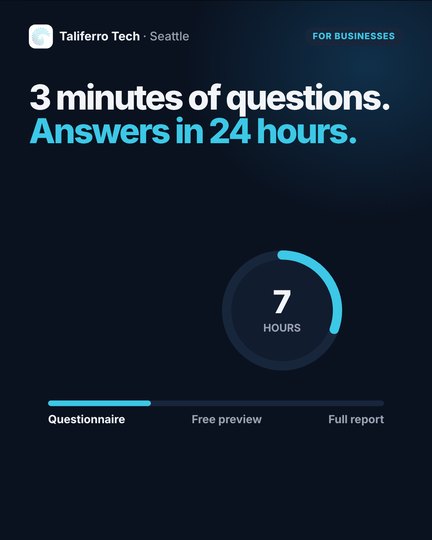 Taliferro Tech · Seattle
FOR BUSINESSES
3 minutes of questions.
Answers in 24 hours.
7
HOURS
Questionnaire
Free preview
Full report